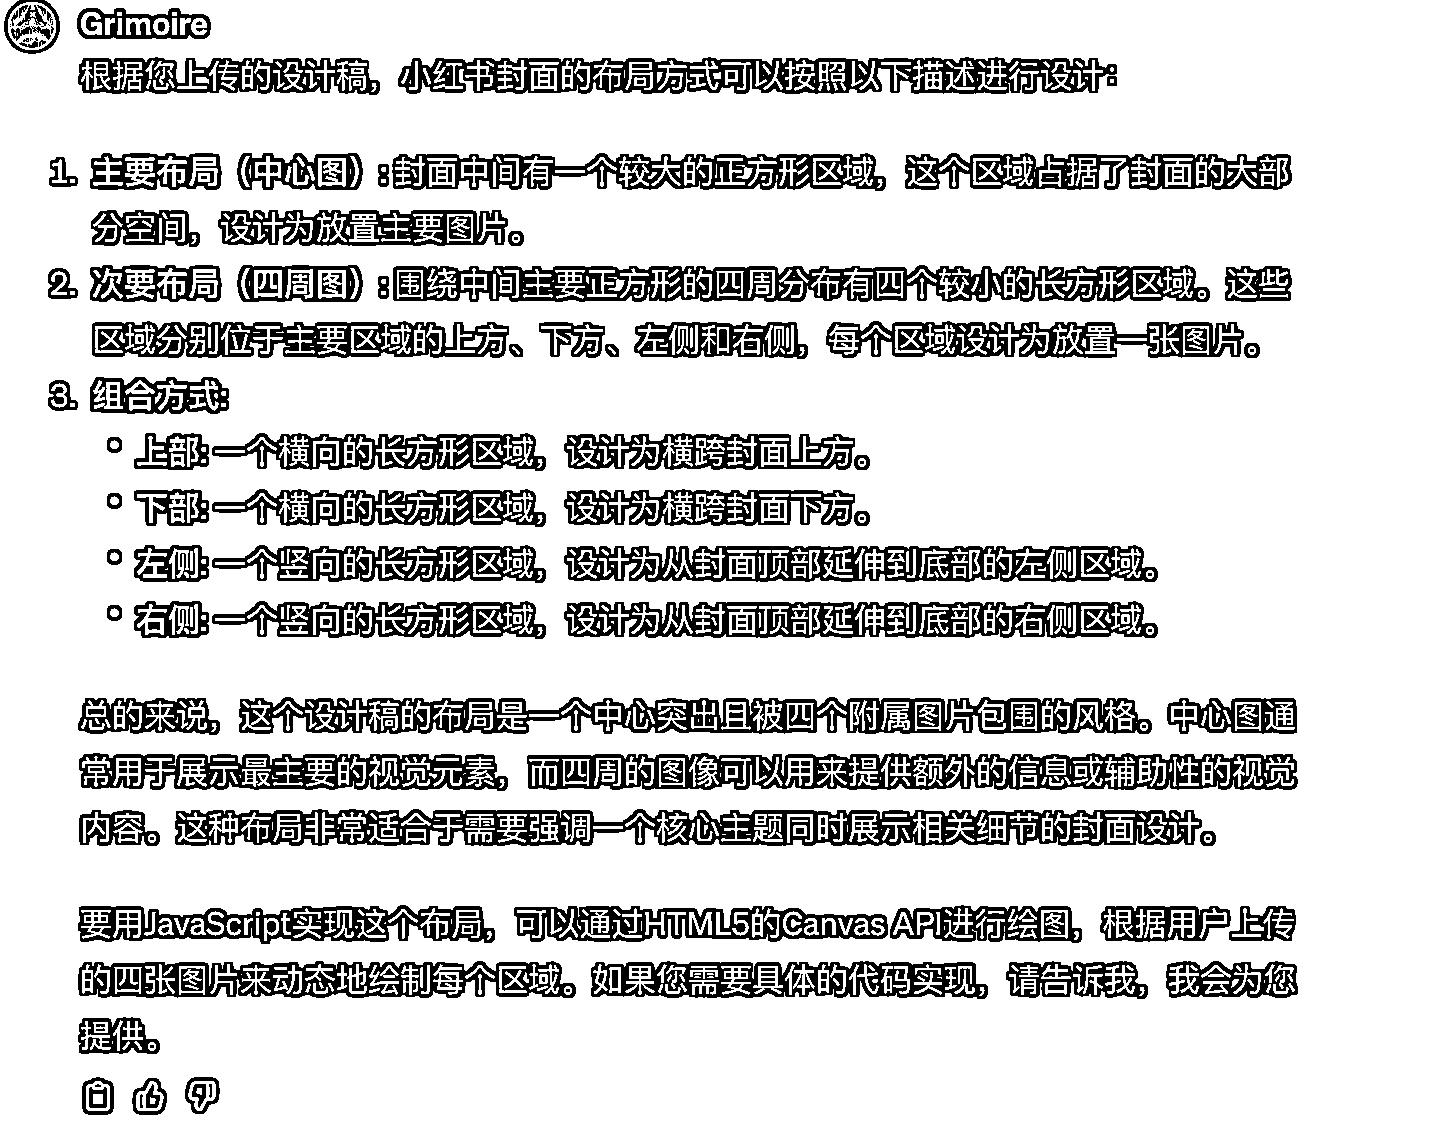 Grimoire
根据您上传的设计稿，小红书封面的布局方式可以按照以下描述进行设计：
1. 主要布局（中心图）：封面中间有一个较大的正方形区域，这个区域占据了封面的大部
分空间，设计为放置主要图片。
2. 次要布局（四周图）：围绕中间主要正方形的四周分布有四个较小的长方形区域。这些
区域分别位于主要区域的上方、下方、左侧和右侧，每个区域设计为放置一张图片。
3. 组合方式:
上部: 一个横向的长方形区域，设计为横跨封面上方。
下部: 一个横向的长方形区域，设计为横跨封面下方。
左侧: 一个竖向的长方形区域，设计为从封面顶部延伸到底部的左侧区域。
右侧: 一个竖向的长方形区域，设计为从封面顶部延伸到底部的右侧区域。
总的来说，这个设计稿的布局是一个中心突出且被四个附属图片包围的风格。中心图通
常用于展示最主要的视觉元素，而四周的图像可以用来提供额外的信息或辅助性的视觉
内容。这种布局非常适合于需要强调一个核心主题同时展示相关细节的封面设计。
要用JavaScript实现这个布局，可以通过HTML5的Canvas API进行绘图，根据用户上传
的四张图片来动态地绘制每个区域。如果您需要具体的代码实现，请告诉我，我会为您
提供。